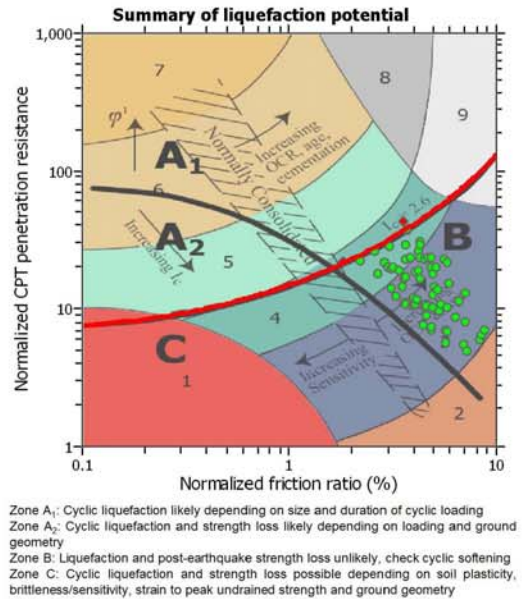 Summary of liquefaction potential
Normalized CPT penetration resistance
1,000
100
10
1
7
8
9
φ'
A1
Increasing
OCR, age,
cementation
Normally Consolidated
6
A2
Increasing Ic
5
2.6
B
4
C
1
Increasing
Sensitivity
2
0.1
1
10
Normalized friction ratio (%)
Zone A1: Cyclic liquefaction likely depending on size and duration of cyclic loading
Zone A2: Cyclic liquefaction and strength loss likely depending on loading and ground
geometry
Zone B: Liquefaction and post-earthquake strength loss unlikely, check cyclic softening
Zone C: Cyclic liquefaction and strength loss possible depending on soil plasticity,
brittleness/sensitivity, strain to peak undrained strength and ground geometry